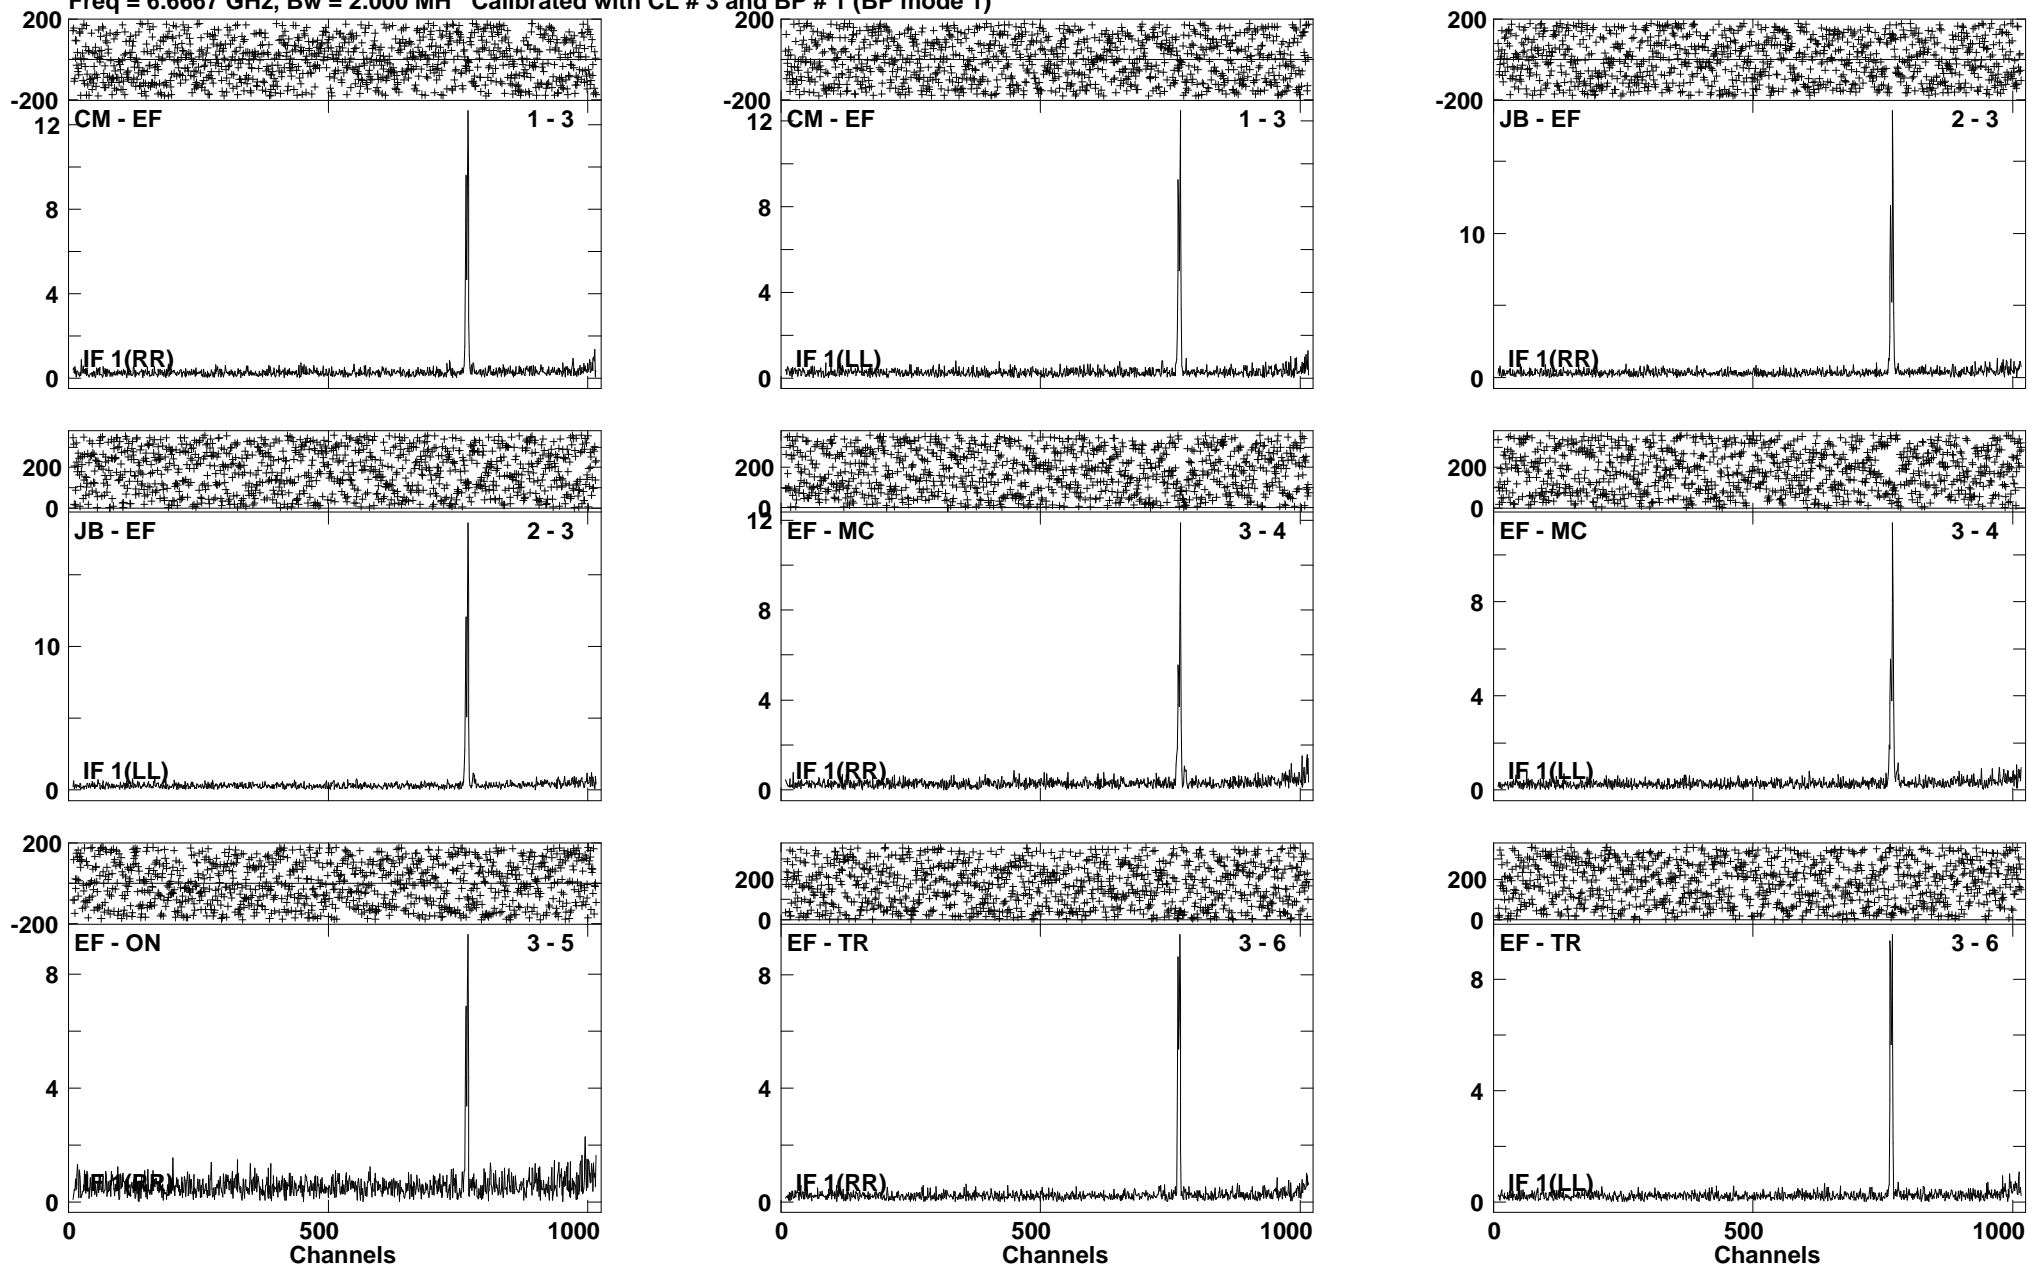 Freq = 6.6667 GHz, Bw = 2.000 MH Calibrated with CL # 3 and BP # 1 (BP mode 1)
200
-200
CM - EF 1 - 3
12
8
4
IF 1(RR)
0
200
-200
CM - EF 1 - 3
12
8
4
IF 1(LL)
0
200
-200
JB - EF 2 - 3
10
IF 1(RR)
0
200
0
JB - EF 2 - 3
10
IF 1(LL)
0
200
0
12
EF - MC 3 - 4
8
4
IF 1(RR)
0
200
0
EF - MC 3 - 4
8
4
IF 1(LL)
0
200
-200
EF - ON 3 - 5
8
4
IF 1(RR)
0
0 500 1000
Channels
200
0
EF - TR 3 - 6
8
4
IF 1(RR)
0
0 500 1000
Channels
200
0
EF - TR 3 - 6
8
4
IF 1(LL)
0
0 500 1000
Channels